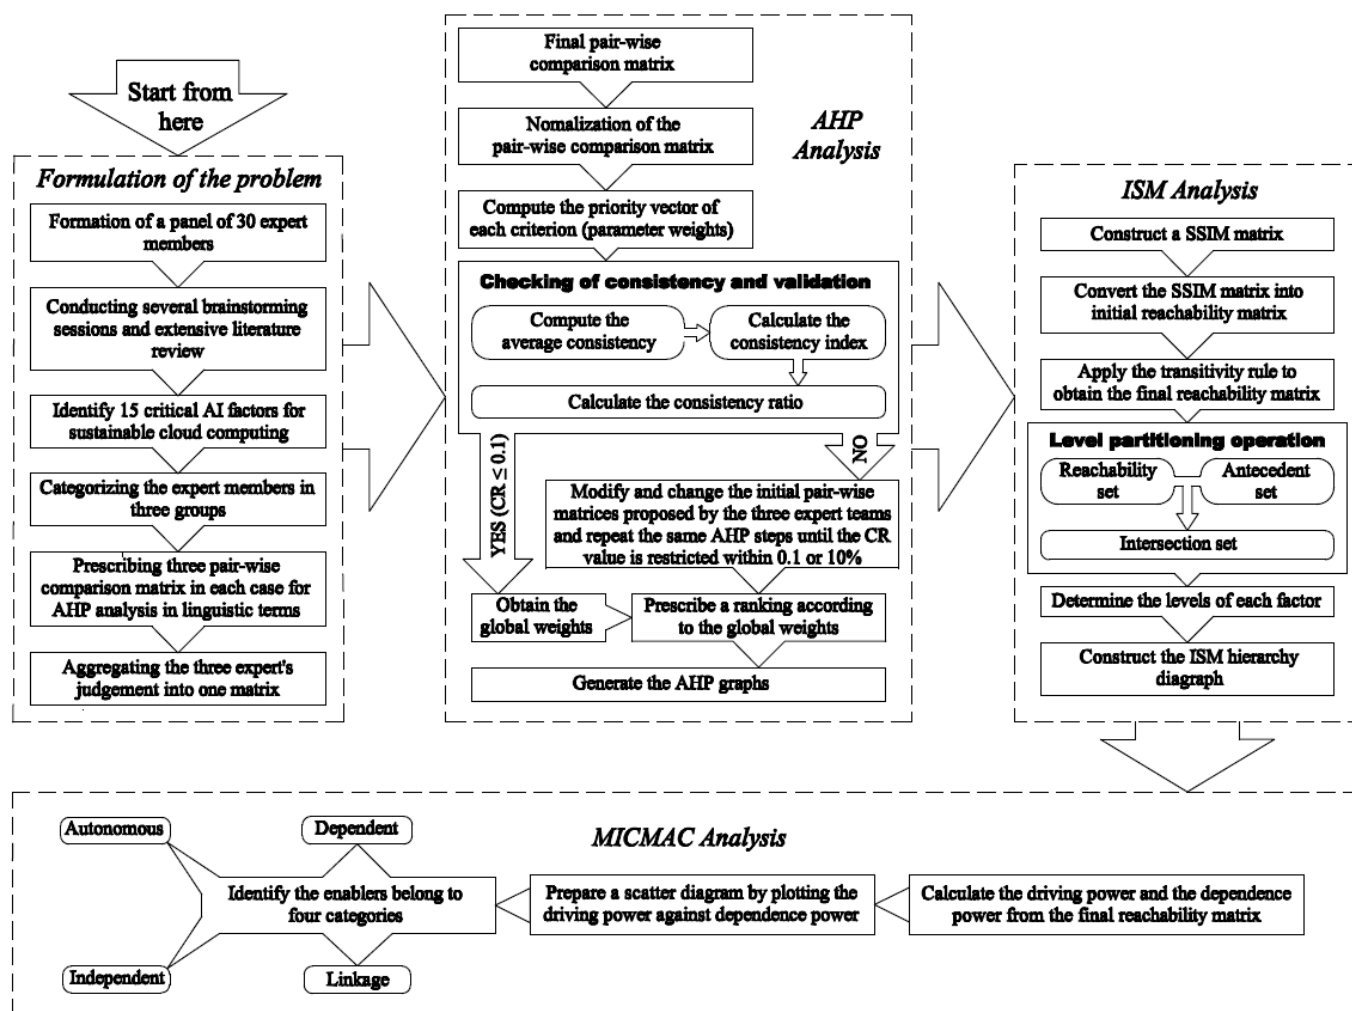 Start from
here
Formulation of the problem
Formation of a panel of 30 expert
members
Conducting several brainstorming
sessions and extensive literature
review
Identify 15 critical AI factors for
sustainable cloud computing
Categorizing the expert members in
three groups
Prescribing three pair-wise
comparison matrix in each case for
AHP analysis in linguistic terms
Aggregating the three expert's
judgement into one matrix
AHP
Analysis
Final pair-wise
comparison matrix
Nomalization of the
pair-wise comparison matrix
Compute the priority vector of
each criterion (parameter weights)
Checking of consistency and validation
Compute the
average consistency
Calculate the
consistency index
Calculate the consistency ratio
YES (CR ≤ 0.1)
NO
Modify and change the initial pair-wise
matrices proposed by the three expert teams
and repeat the same AHP steps until the CR
value is restricted within 0.1 or 10%
Obtain the
global weights
Prescribe a ranking according
to the global weights
Generate the AHP graphs
ISM Analysis
Construct a SSIM matrix
Convert the SSIM matrix into
initial reachability matrix
Apply the transitivity rule to
obtain the final reachability matrix
Level partitioning operation
Reachability
set
Antecedent
set
Intersection set
Determine the levels of each factor
Construct the ISM hierarchy
diagraph
MICMAC Analysis
Calculate the driving power and the dependence
power from the final reachability matrix
Prepare a scatter diagram by plotting the
driving power against dependence power
Identify the enablers belong to
four categories
Autonomous
Dependent
Independent
Linkage